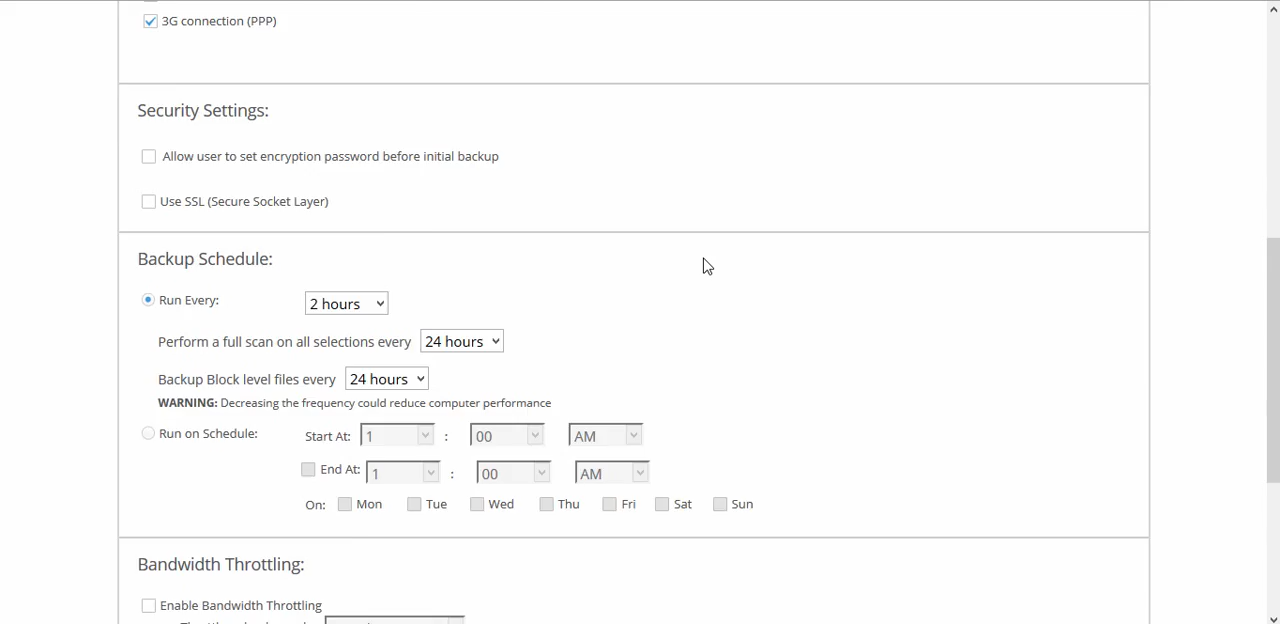 3G connection (PPP)
Security Settings:
Allow user to set encryption password before initial backup
Use SSL (Secure Socket Layer)
Backup Schedule:
Run Every: 2 hours
Perform a full scan on all selections every 24 hours
Backup Block level files every 24 hours
WARNING: Decreasing the frequency could reduce computer performance
Run on Schedule: Start At: 1 : 00 AM
End At: 1 : 00 AM
On: Mon Tue Wed Thu Fri Sat Sun
Bandwidth Throttling:
Enable Bandwidth Throttling